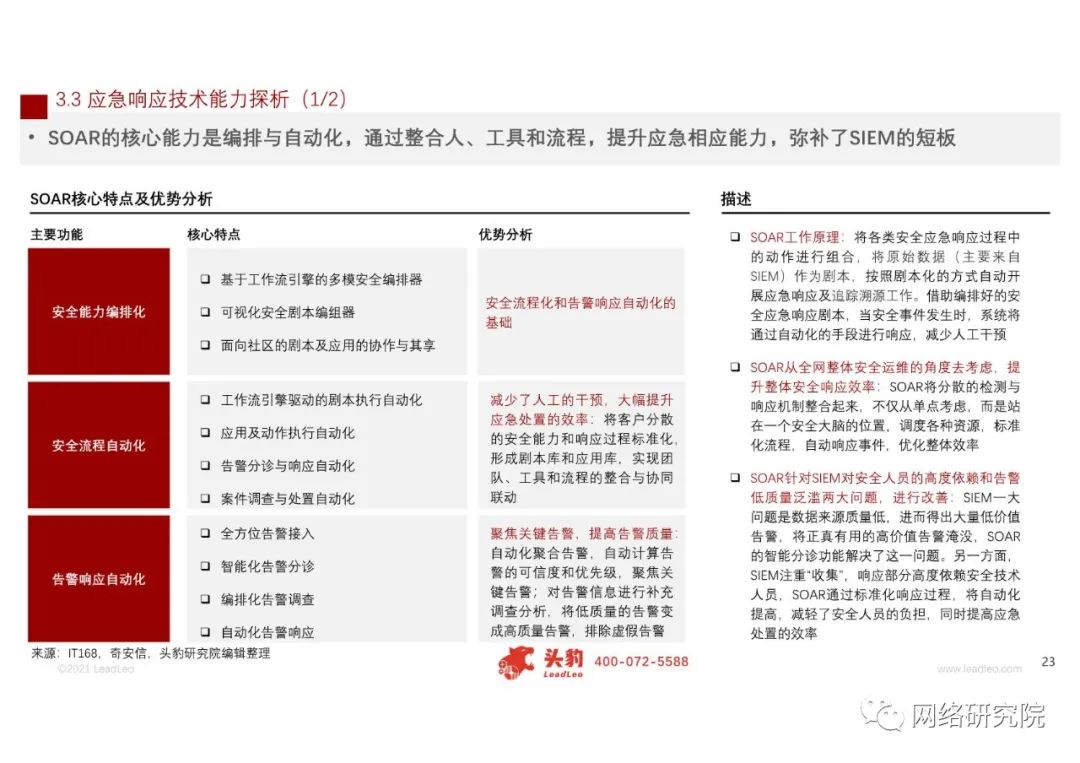 3.3 应急响应技术能力探析（1/2）
• SOAR的核心能力是编排与自动化，通过整合人、工具和流程，提升应急相应能力，弥补了SIEM的短板
SOAR核心特点及优势分析
主要功能 核心特点 优势分析
安全能力编排化
基于工作流引擎的多模安全编排器
可视化安全剧本编组器
面向社区的剧本及应用的协作与其享
安全流程化和告警响应自动化的
基础
安全流程自动化
工作流引擎驱动的剧本执行自动化
应用及动作执行自动化
告警分诊与响应自动化
案件调查与处置自动化
减少了人工的干预，大幅提升
应急处置的效率：将客户分散
的安全能力和响应过程标准化，
形成剧本库和应用库，实现团
队、工具和流程的整合与协同
联动
告警响应自动化
全方位告警接入
智能化告警分诊
编排化告警调查
自动化告警响应
聚焦关键告警，提高告警质量：
自动化聚合告警，自动计算告
警的可信度和优先级，聚焦关
键告警；对告警信息进行补充
调查分析，将低质量的告警变
成高质量告警，排除虚假告警
描述
SOAR工作原理：将各类安全应急响应过程中
的动作进行组合，将原始数据（主要来自
SIEM）作为剧本，按照剧本化的方式自动开
展应急响应及追踪溯源工作。借助编排好的安
全应急响应剧本，当安全事件发生时，系统将
通过自动化的手段进行响应，减少人工干预
SOAR从全网整体安全运维的角度去考虑，提
升整体安全响应效率：SOAR将分散的检测与
响应机制整合起来，不仅从单点考虑，而是站
在一个安全大脑的位置，调度各种资源，标准
化流程，自动响应事件，优化整体效率
SOAR针对SIEM对安全人员的高度依赖和告警
低质量泛滥两大问题，进行改善：SIEM一大
问题是数据来源质量低，进而得出大量低价值
告警，将正真有用的高价值告警淹没，SOAR
的智能分诊功能解决了这一问题。另一方面，
SIEM注重“收集”，响应部分高度依赖安全技术
人员，SOAR通过标准化响应过程，将自动化
提高，减轻了安全人员的负担，同时提高应急
处置的效率
来源：IT168，奇安信，头豹研究院编辑整理
©2021 LeadLeo
头豹
LeadLeo
400-072-5588
www.leadleo.com
23
网络研究院